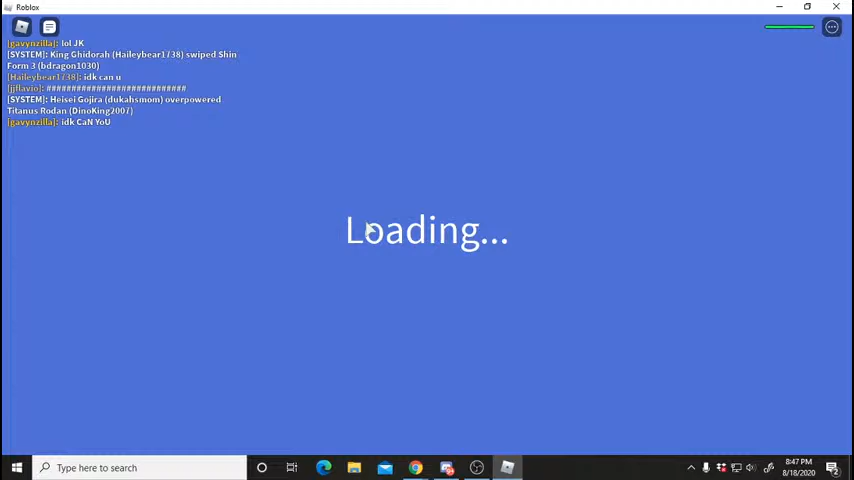 Roblox
[gavynzilla]: lol JK
[SYSTEM]: King Ghidorah (Haileybear1738) swiped Shin
Form 3 (bdragon1030)
[Haileybear1738]: idk can u
[jjflavio]: ############################
[SYSTEM]: Heisei Gojira (dukahsmom) overpowered
Titanus Rodan (DinoKing2007)
[gavynzilla]: idk CaN YoU
Loading...
Type here to search
8:47 PM
8/18/2020
2